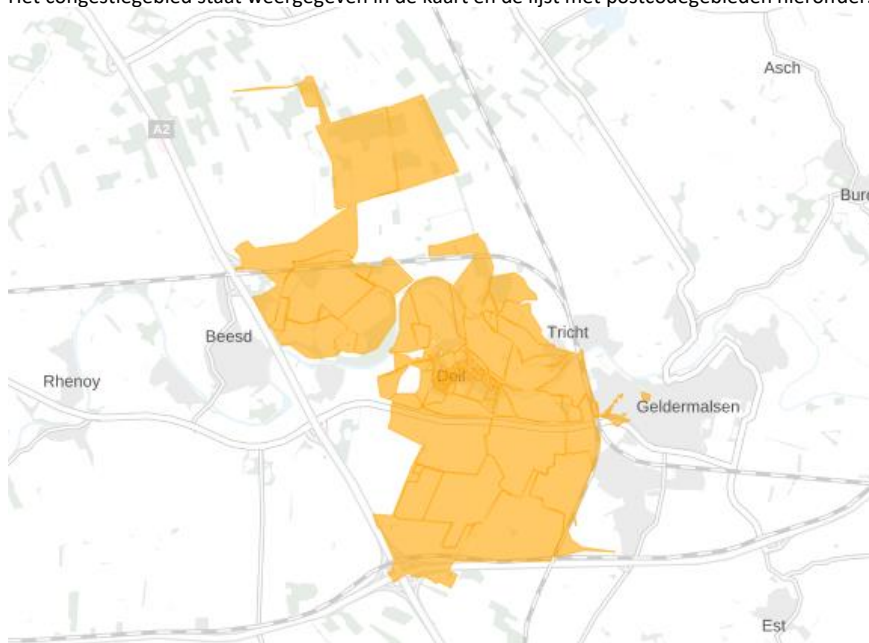 Het congestiegebied staat weergegeven in de kaart en de lijst met postcodegebieden hieronder.
Asch
A2
Bur
Beesd
Tricht
Deil
Rhenoy
Geldermalsen
Est